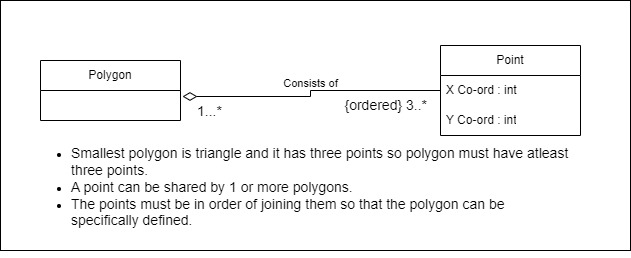 Polygon
Consists of
1...*
{ordered} 3..*
Point
X Co-ord : int
Y Co-ord : int
• Smallest polygon is triangle and it has three points so polygon must have atleast
three points.
• A point can be shared by 1 or more polygons.
• The points must be in order of joining them so that the polygon can be
specifically defined.